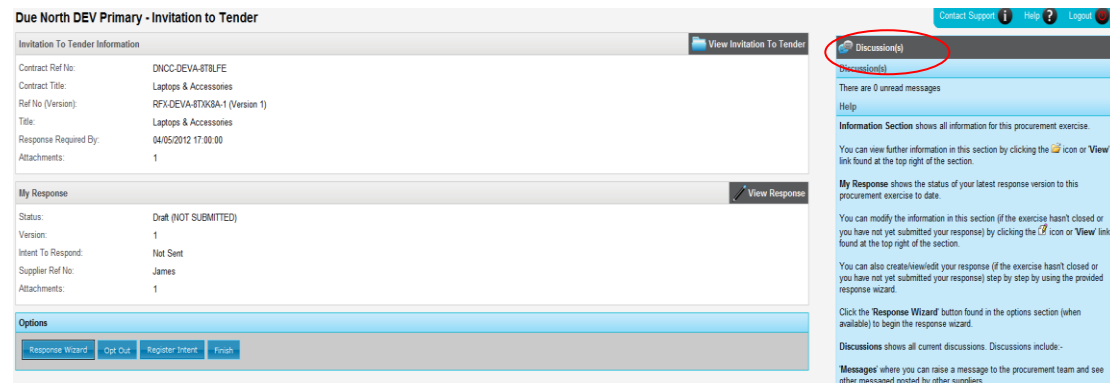 Due North DEV Primary - Invitation to Tender
Contact Support Help Logout
Invitation To Tender Information
View Invitation To Tender
Contract Ref No: DNCC-DEVA-8T8LFE
Contract Title: Laptops & Accessories
Ref No (Version): RFX-DEVA-8TXK8A-1 (Version 1)
Title: Laptops & Accessories
Response Required By: 04/05/2012 17:00:00
Attachments: 1
My Response
View Response
Status: Draft (NOT SUBMITTED)
Version: 1
Intent To Respond: Not Sent
Supplier Ref No: James
Attachments: 1
Options
Response Wizard Opt Out Register Intent Finish
Discussion(s)
Discussion(s)
There are 0 unread messages
Help
Information Section shows all information for this procurement exercise.
You can view further information in this section by clicking the icon or 'View'
link found at the top right of the section.
My Response shows the status of your latest response version to this
procurement exercise to date.
You can modify the information in this section (if the exercise hasn't closed or
you have not yet submitted your response) by clicking the icon or 'View' link
found at the top right of the section.
You can also create/view/edit your response (if the exercise hasn't closed or
you have not yet submitted your response) step by step by using the provided
response wizard.
Click the 'Response Wizard' button found in the options section (when
available) to begin the response wizard.
Discussions shows all current discussions. Discussions include:-
'Messages' where you can raise a message to the procurement team and see
other messaged posted by other suppliers